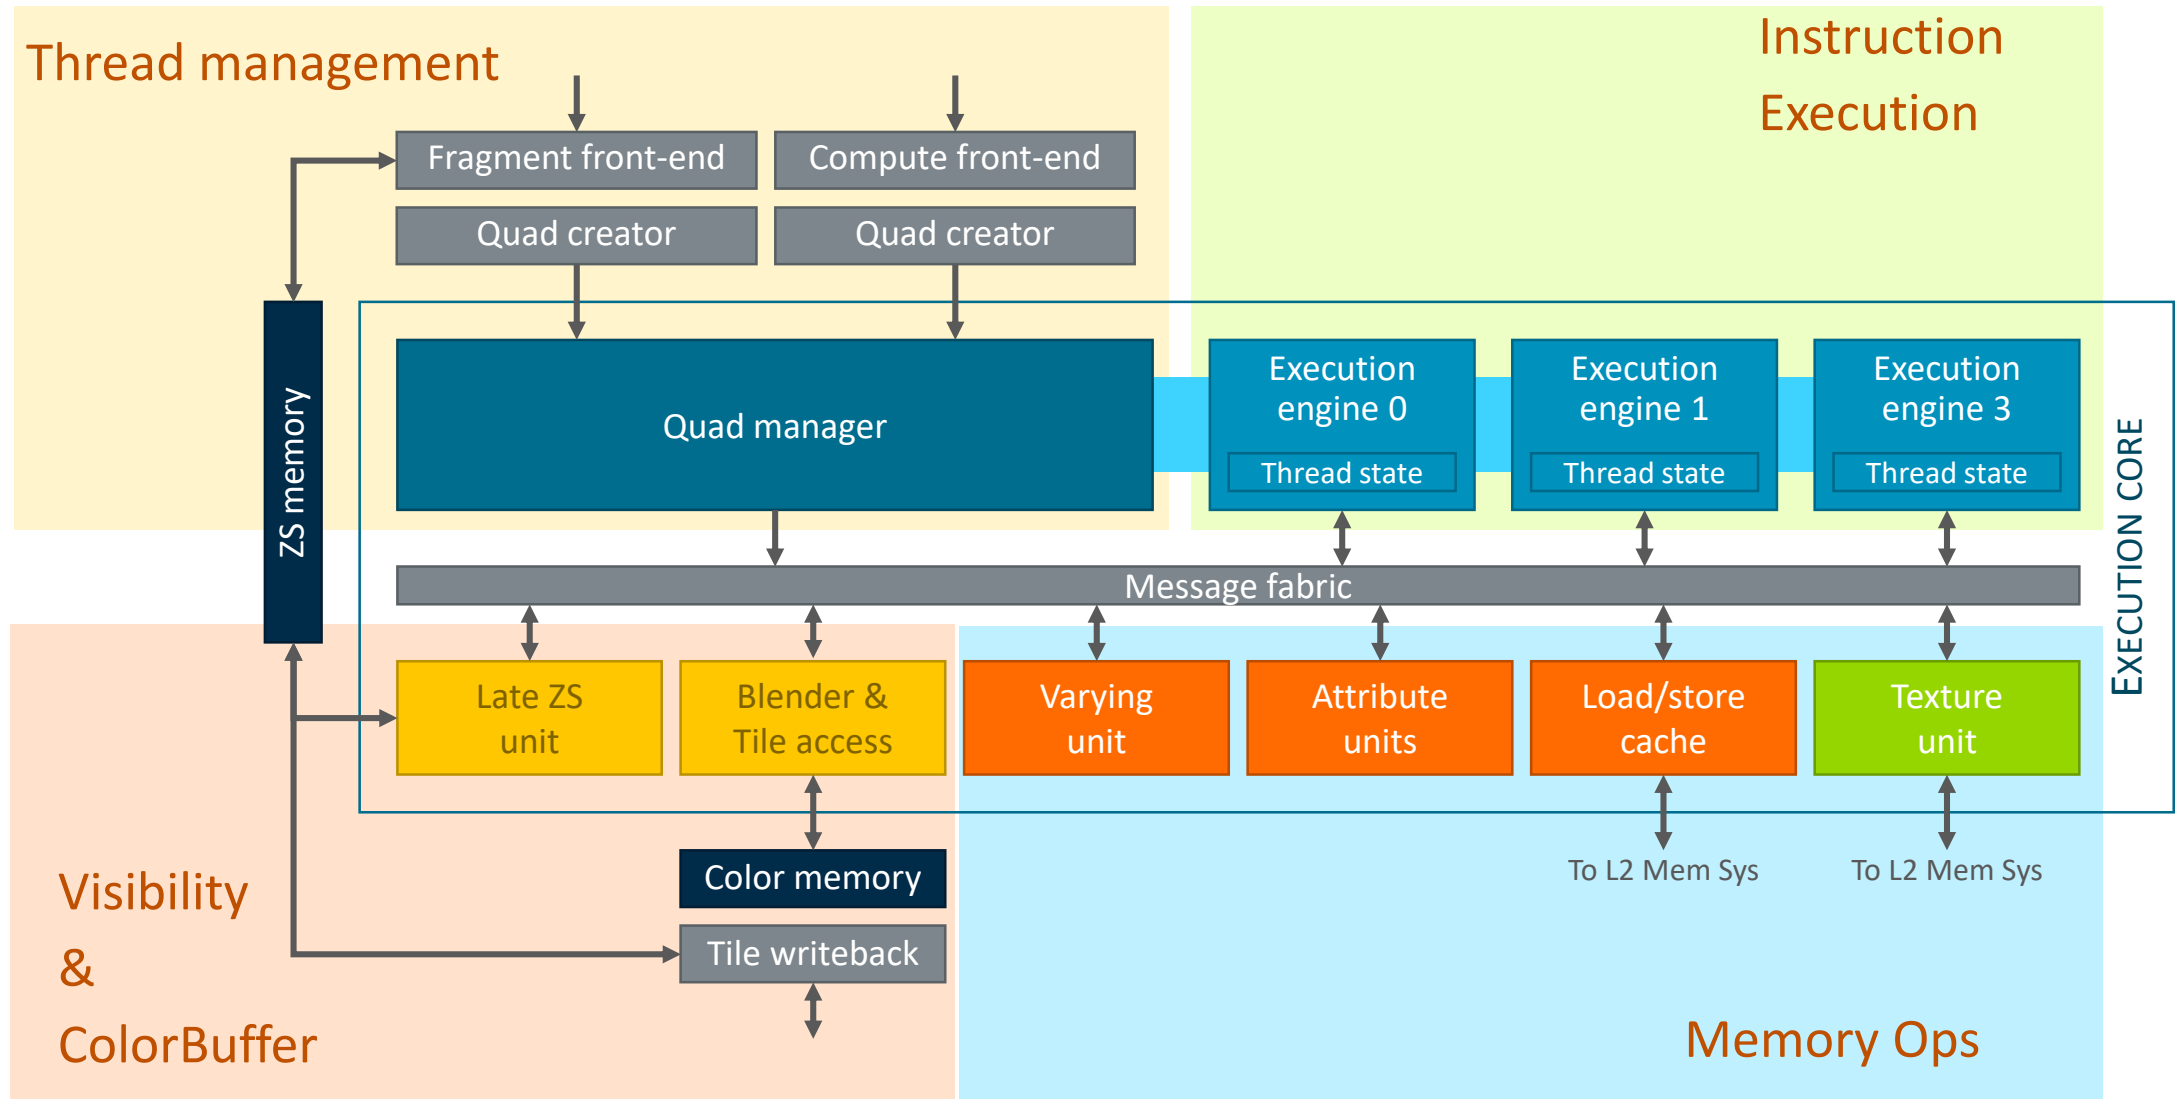 Thread management
Instruction
Execution
Fragment front-end
Compute front-end
Quad creator
Quad creator
ZS memory
Quad manager
Execution
engine 0
Thread state
Execution
engine 1
Thread state
Execution
engine 3
Thread state
EXECUTION CORE
Message fabric
Late ZS
unit
Blender &
Tile access
Varying
unit
Attribute
units
Load/store
cache
Texture
unit
Color memory
To L2 Mem Sys
To L2 Mem Sys
Tile writeback
Visibility
&
ColorBuffer
Memory Ops